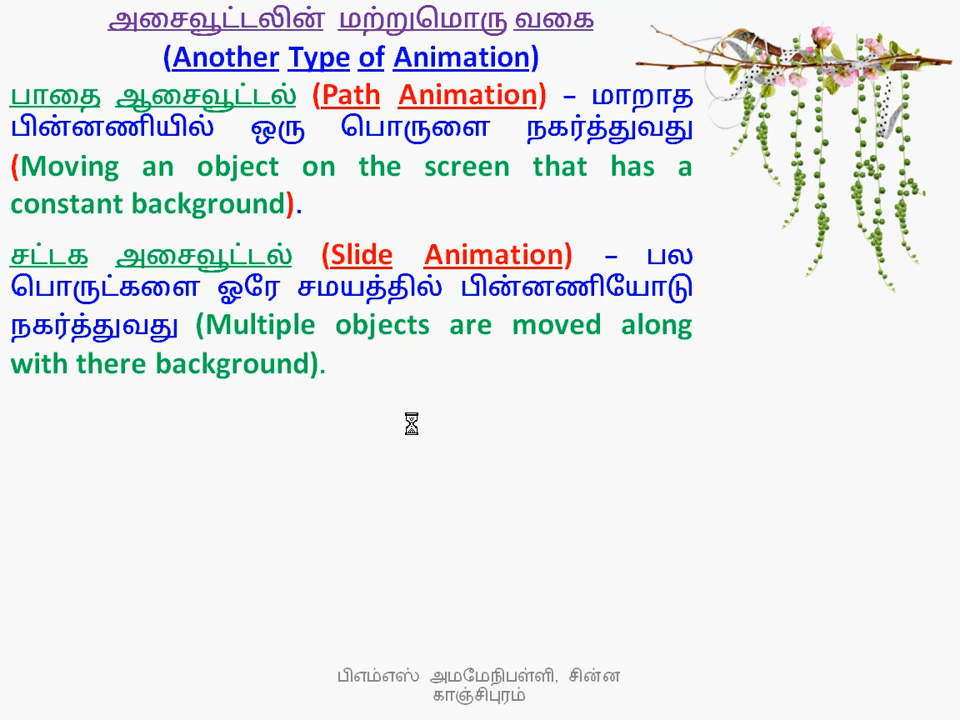 அசைவூட்டலின் மற்றுமொரு வகை
(Another Type of Animation)
பாதை ஆசைவூட்டல் (Path Animation) – மாறாத
பின்னணியில் ஒரு பொருளை நகர்த்துவது
(Moving an object on the screen that has a
constant background).
சட்டக அசைவூட்டல் (Slide Animation) – பல
பொருட்களை ஓரே சமயத்தில் பின்னணியோடு
நகர்த்துவது (Multiple objects are moved along
with there background).
பிஎம்எஸ் அமமேநிபள்ளி, சின்ன
காஞ்சிபுரம்